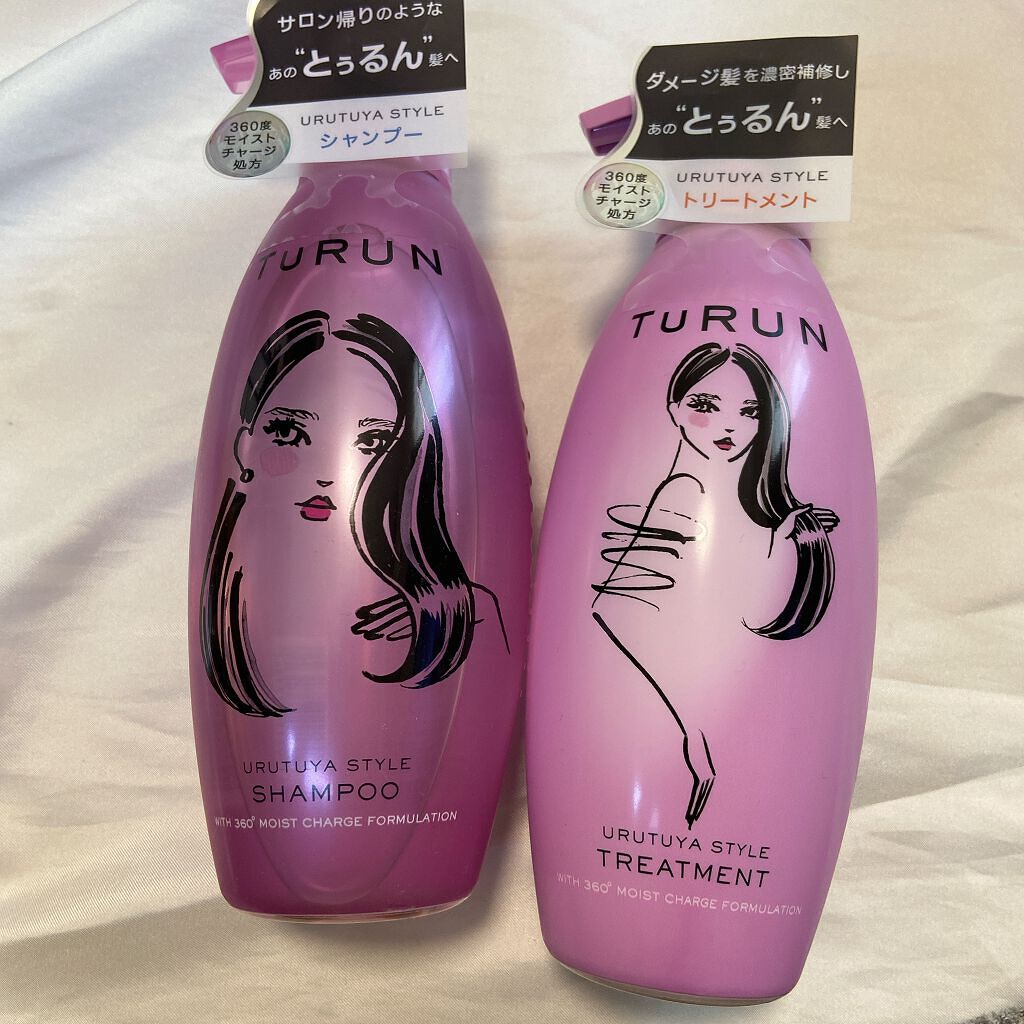 サロン帰りのような
あの“とぅるん”髪へ
URUTUYA STYLE
シャンプー
360度
モイスト
チャージ
処方
TURUN
URUTUYA STYLE
SHAMPOO
WITH 360° MOIST CHARGE FORMULATION
ダメージ髪を濃密補修し
あの“とぅるん”髪へ
URUTUYA STYLE
トリートメント
360度
モイスト
チャージ
処方
TURUN
URUTUYA STYLE
TREATMENT
WITH 360° MOIST CHARGE FORMULATION